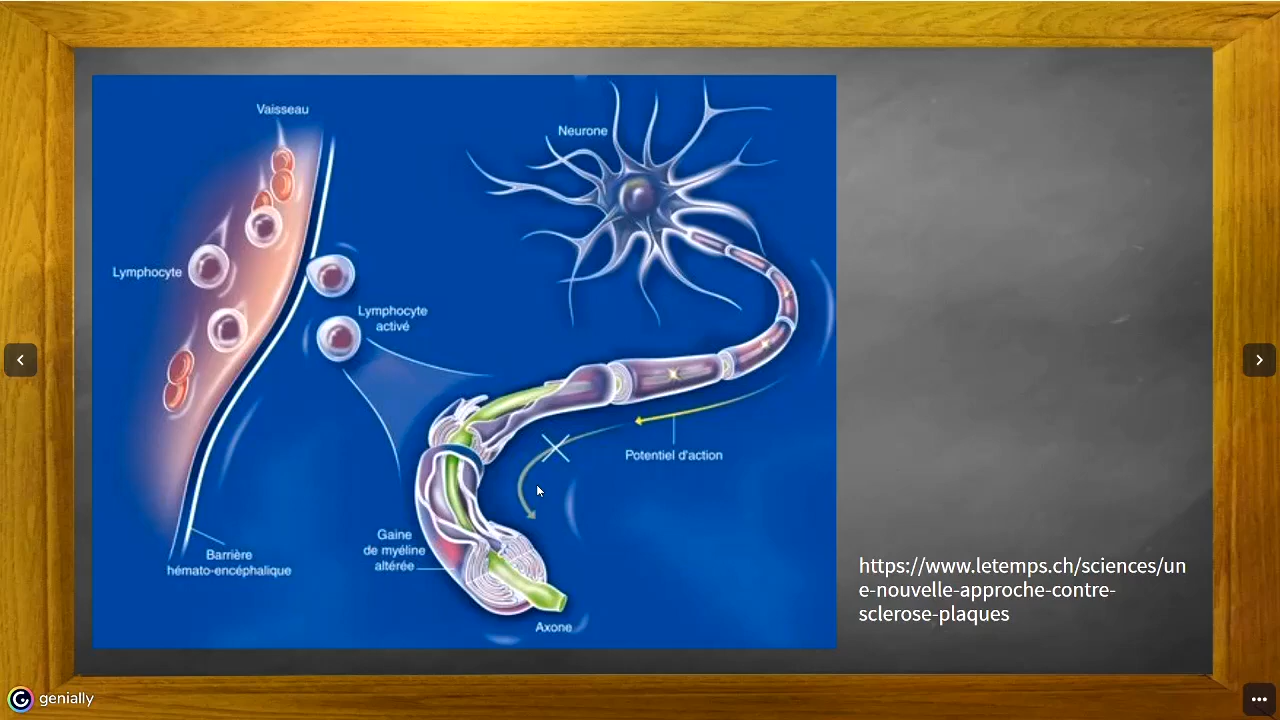 Vaisseau
Neurone
Lymphocyte
Lymphocyte
activé
Potentiel d'action
Gaine
de myéline
altérée
Barrière
hémato-encéphalique
Axone
https://www.letemps.ch/sciences/un
e-nouvelle-approche-contre-
sclerose-plaques
genially